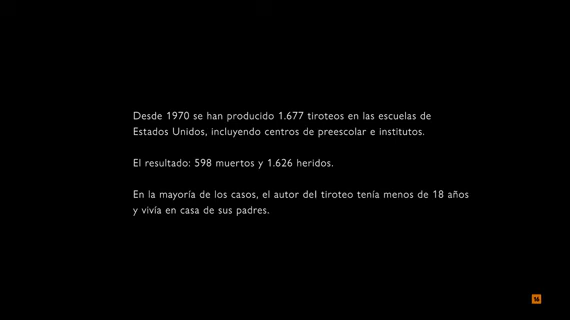 Desde 1970 se han producido 1.677 tiroteos en las escuelas de
Estados Unidos, incluyendo centros de preescolar e institutos.
El resultado: 598 muertos y 1.626 heridos.
En la mayoría de los casos, el autor del tiroteo tenía menos de 18 años
y vivía en casa de sus padres.
16